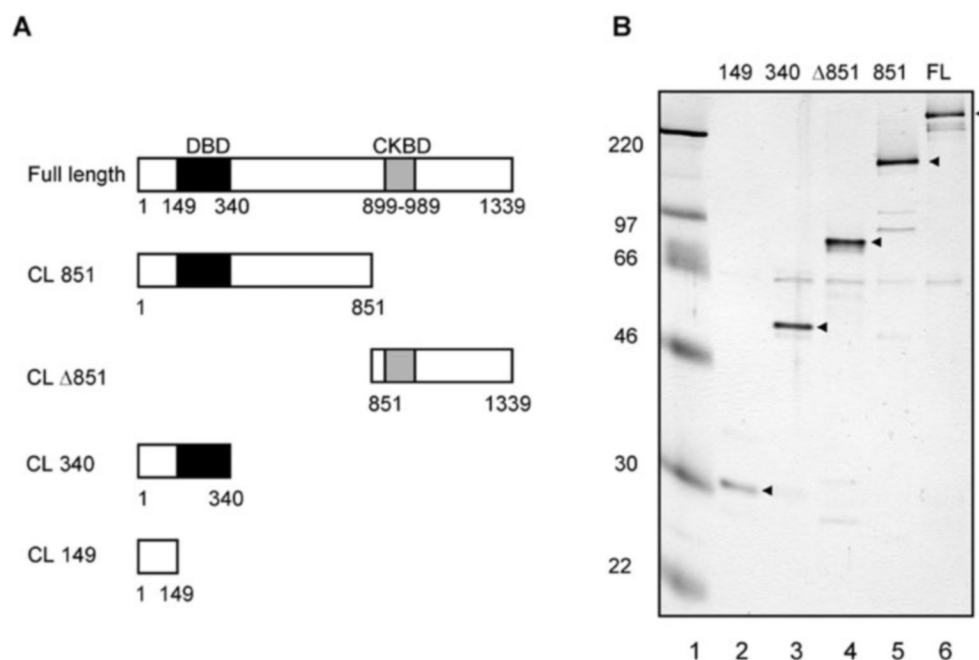 A
DBD CKBD
Full length
1 149 340 899-989 1339
CL 851
1 851
CL Δ851
851 1339
CL 340
1 340
CL 149
1 149
B
149 340 Δ851 851 FL
220
97
66
46
30
22
1 2 3 4 5 6